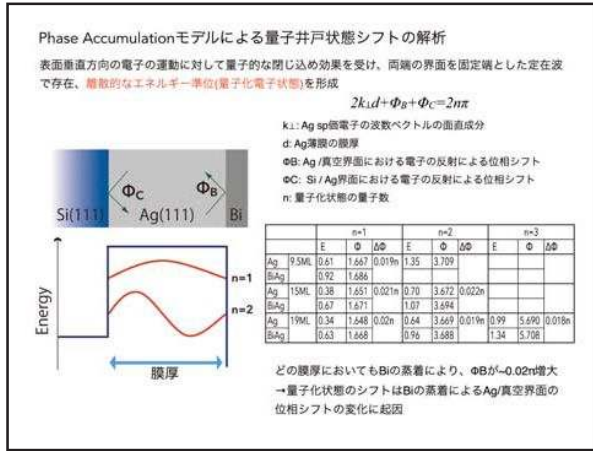 Phase Accumulationモデルによる量子井戸状態シフトの解析
表面垂直方向の電子の運動に対して量子的な閉じ込め効果を受け、両端の界面を固定端とした定在波
で存在、離散的なエネルギー準位(量子化電子状態)を形成
2k⊥d+ΦB+ΦC=2nπ
k⊥: Ag sp価電子の波数ベクトルの面直成分
d: Ag薄膜の膜厚
ΦB: Ag /真空界面における電子の反射による位相シフト
ΦC: Si / Ag界面における電子の反射による位相シフト
n: 量子化状態の量子数
ΦC ΦB
Si(111) Ag(111) Bi
Energy
n=1
n=2
膜厚
n=1 n=2 n=3
E Φ ΔΦ E Φ ΔΦ E Φ ΔΦ
Ag 9.5ML 0.61 1.667 0.019π 1.35 3.709
BiAg 0.92 1.686
Ag 15ML 0.38 1.651 0.021π 0.70 3.672 0.022π
BiAg 0.67 1.671 1.07 3.694
Ag 19ML 0.34 1.648 0.02π 0.64 3.669 0.019π 0.99 5.690 0.018π
BiAg 0.63 1.668 0.96 3.688 1.34 5.708
どの膜厚においてもBiの蒸着により、ΦBが~0.02π増大
→量子化状態のシフトはBiの蒸着によるAg/真空界面の
位相シフトの変化に起因